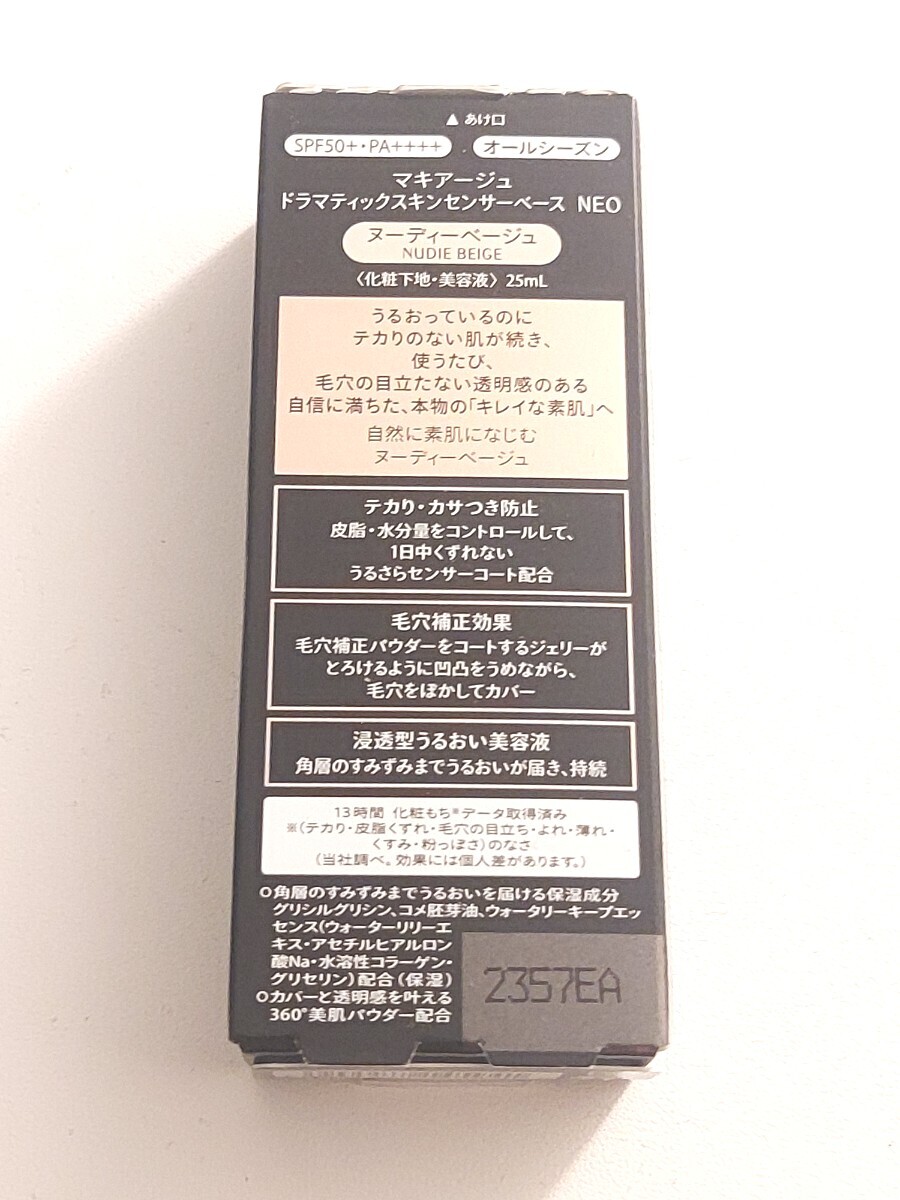 ▲ あけ口
SPF50+・PA++++ オールシーズン
マキアージュ
ドラマティックスキンセンサーベース NEO
ヌーディーベージュ
NUDIE BEIGE
〈化粧下地・美容液〉 25mL
うるおっているのに
テカりのない肌が続き、
使うたび、
毛穴の目立たない透明感のある
自信に満ちた、本物の「キレイな素肌」へ
自然に素肌になじむ
ヌーディーベージュ
テカり・カサつき防止
皮脂・水分量をコントロールして、
1日中くずれない
うるさらセンサーコート配合
毛穴補正効果
毛穴補正パウダーをコートするジェリーが
とろけるように凹凸をうめながら、
毛穴をぼかしてカバー
浸透型うるおい美容液
角層のすみずみまでうるおいが届き、持続
13時間 化粧もち※データ取得済み
※(テカり・皮脂くずれ・毛穴の目立ち・よれ・薄れ・
くすみ・粉っぽさ)のなさ
(当社調べ。効果には個人差があります。)
○角層のすみずみまでうるおいを届ける保湿成分
グリシルグリシン、コメ胚芽油、ウォータリーキープエッ
センス(ウォーターリリーエ
キス・アセチルヒアルロン
酸Na・水溶性コラーゲン・
グリセリン)配合(保湿)
○カバーと透明感を叶える
360°美肌パウダー配合
2357EA